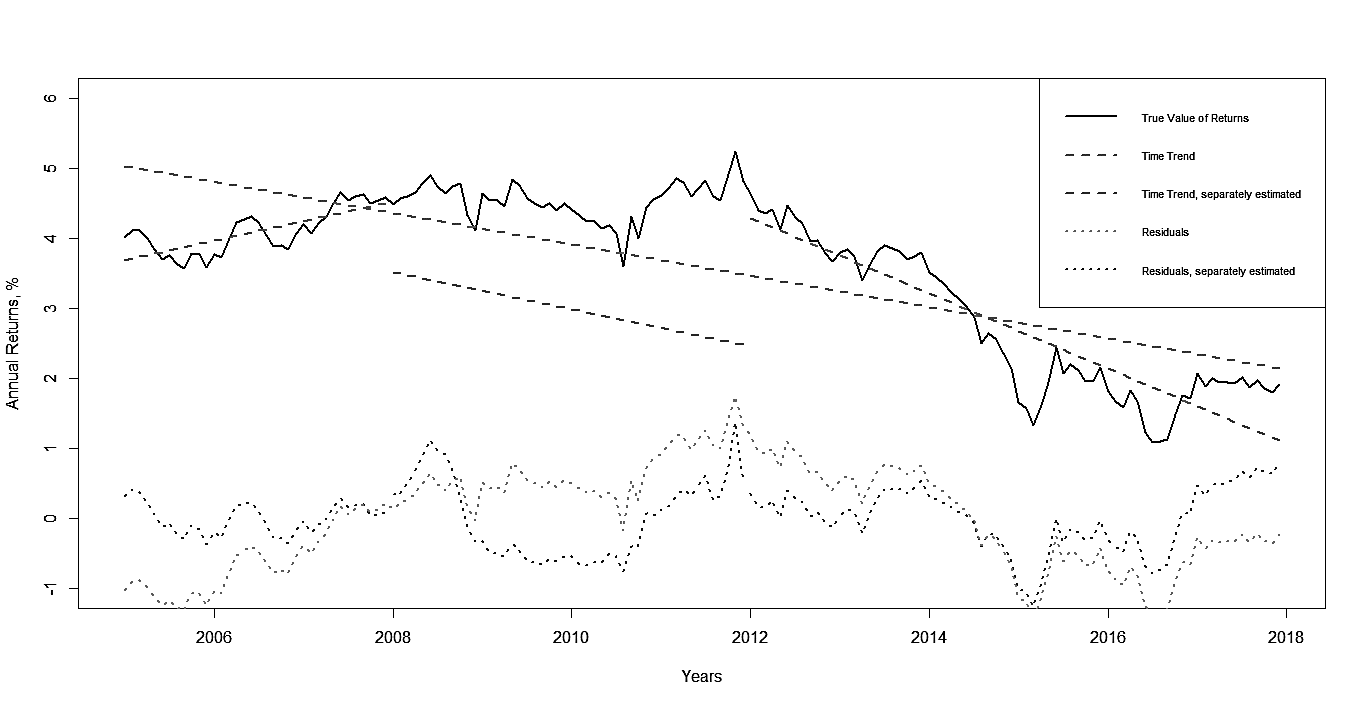 True Value of Returns
Time Trend
Time Trend, separately estimated
Residuals
Residuals, separately estimated
Annual Returns, %
6
5
4
3
2
1
0
-1
2006 2008 2010 2012 2014 2016 2018
Years